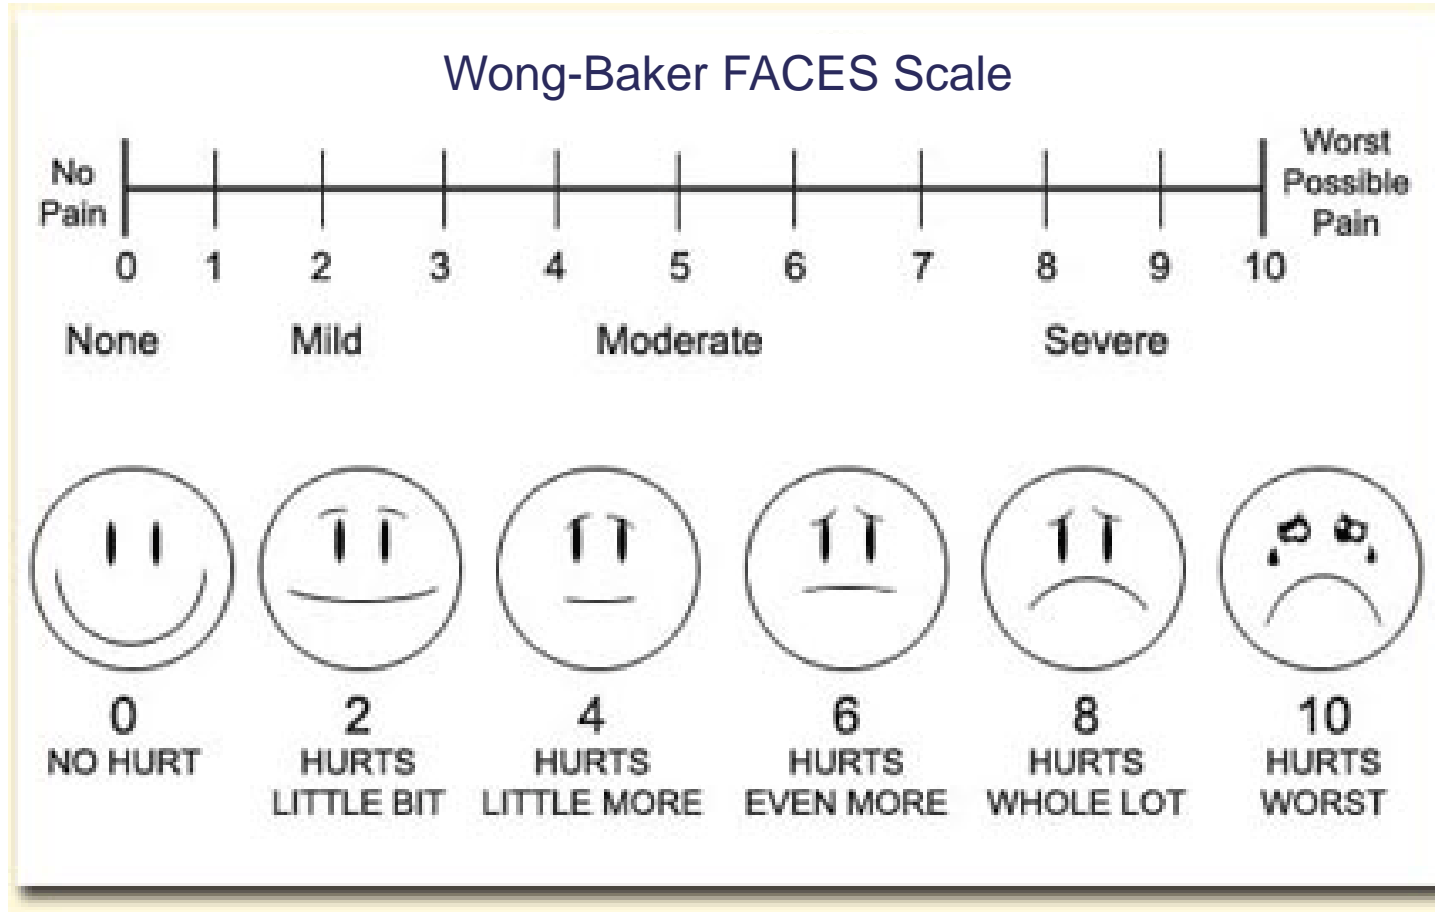 Wong-Baker FACES Scale
No
Pain
Worst
Possible
Pain
0 1 2 3 4 5 6 7 8 9 10
None Mild Moderate Severe
0 2 4 6 8 10
NO HURT HURTS HURTS HURTS HURTS HURTS
LITTLE BIT LITTLE MORE EVEN MORE WHOLE LOT WORST